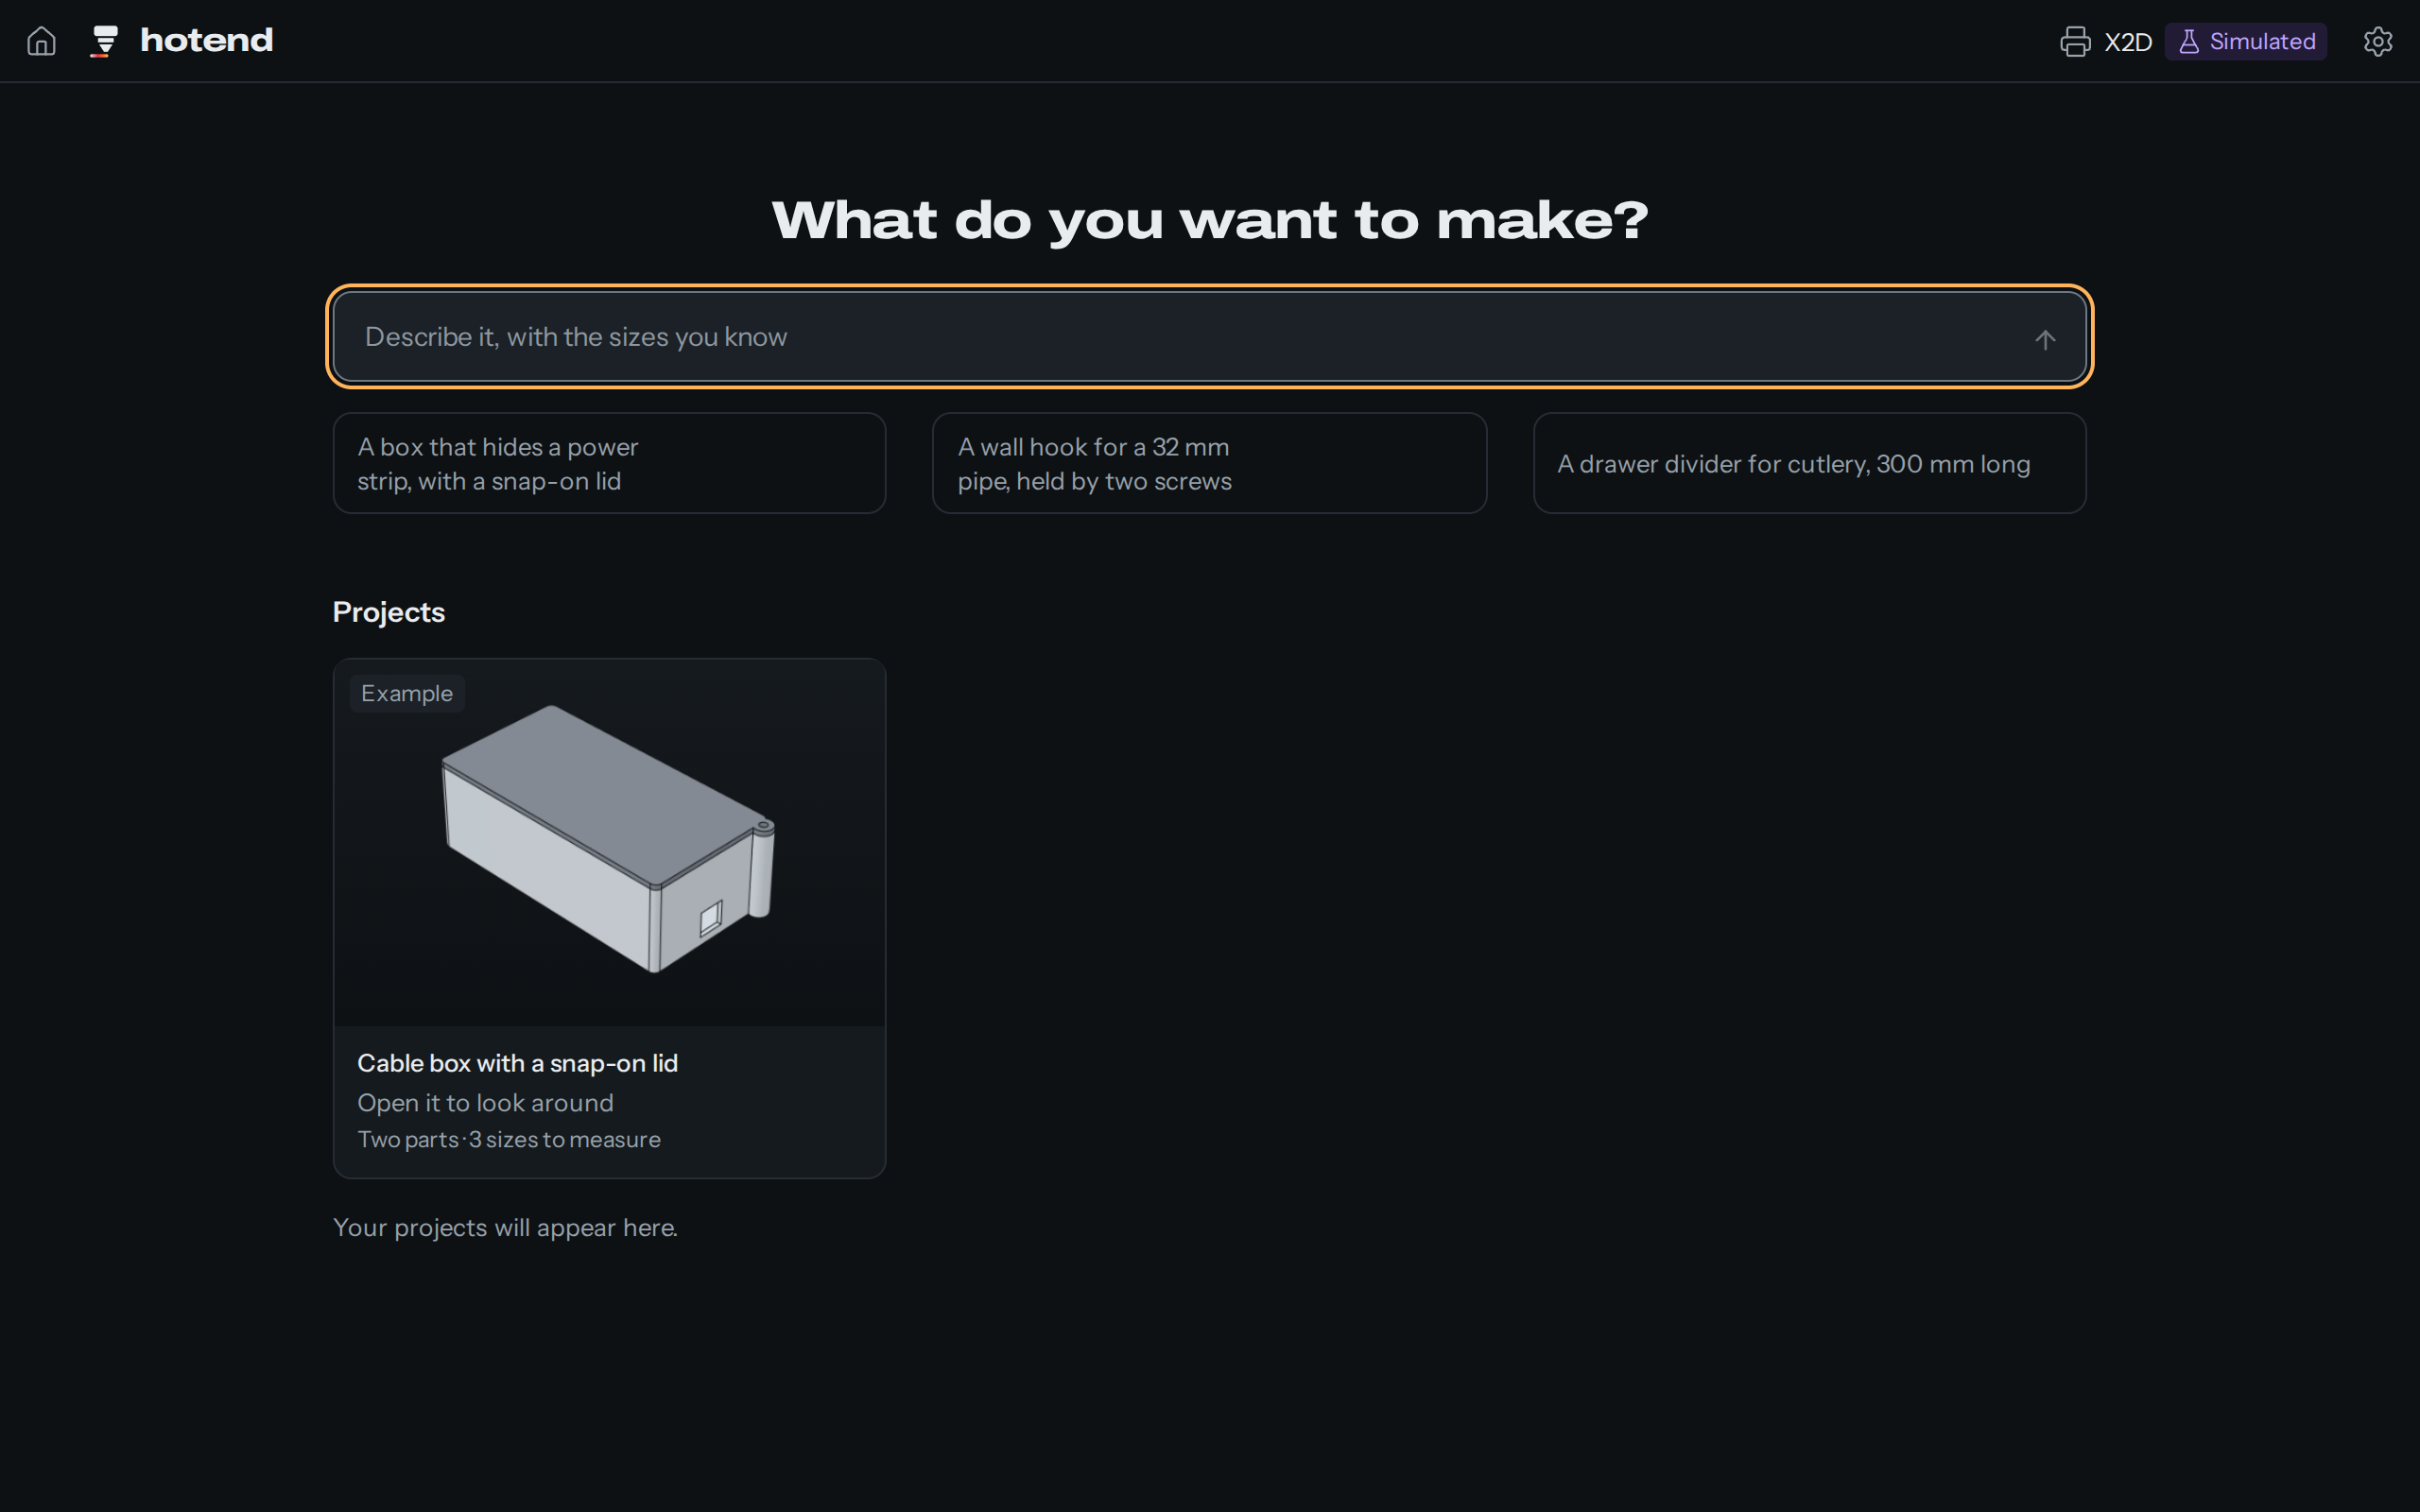 hotend
X2D
Simulated
What do you want to make?
Describe it, with the sizes you know
A box that hides a power
strip, with a snap-on lid
A wall hook for a 32 mm
pipe, held by two screws
A drawer divider for cutlery, 300 mm long
Projects
Example
Cable box with a snap-on lid
Open it to look around
Two parts · 3 sizes to measure
Your projects will appear here.